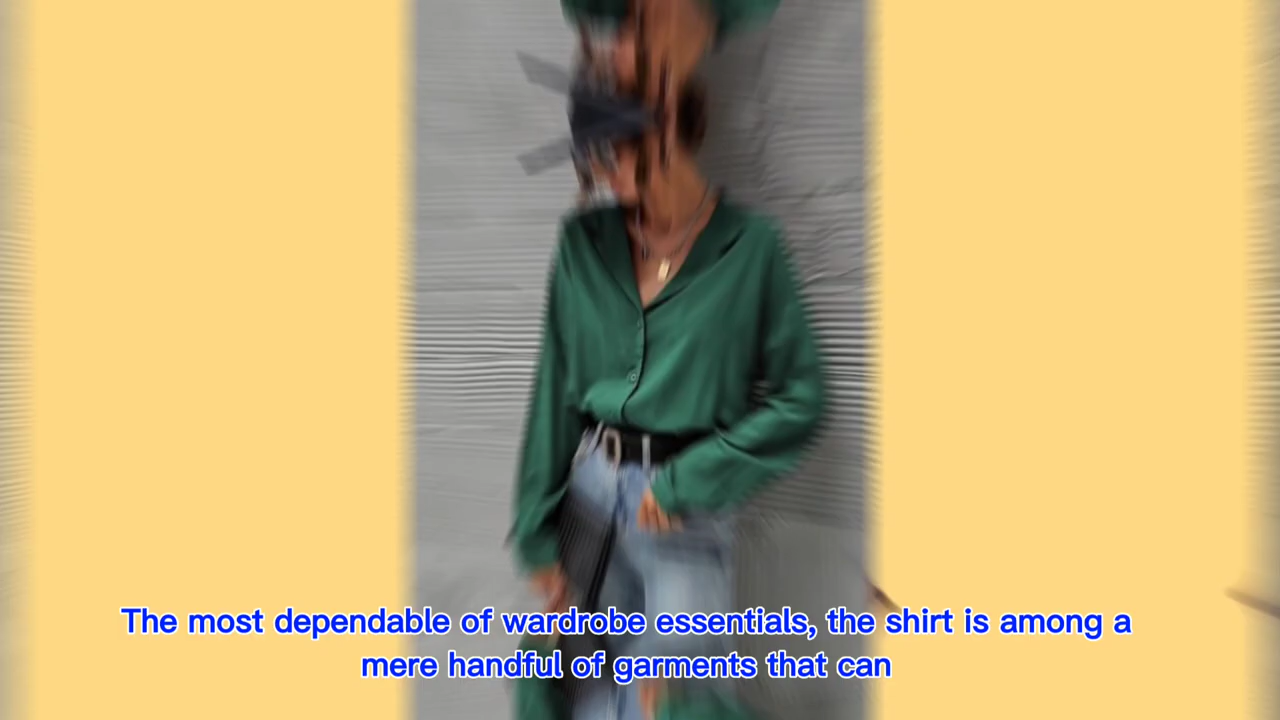 The most dependable of wardrobe essentials, the shirt is among a
mere handful of garments that can